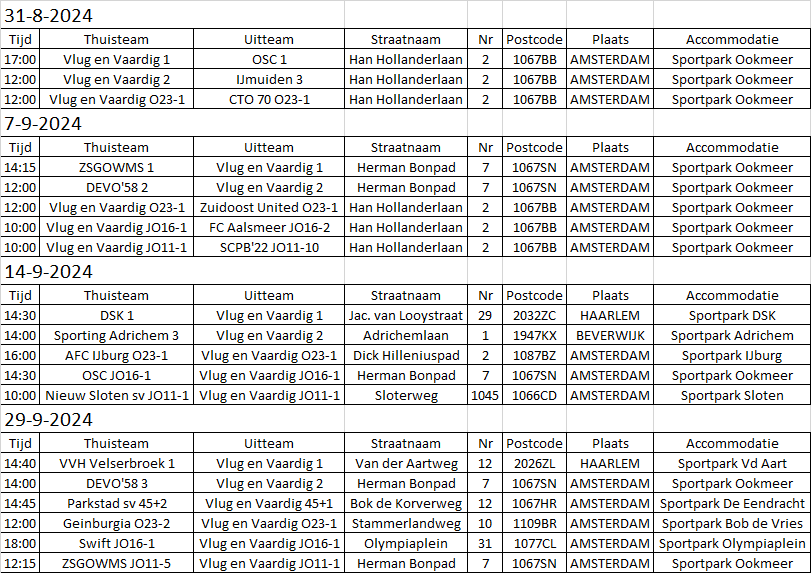 31-8-2024
Tijd Thuisteam Uitteam Straatnaam Nr Postcode Plaats Accommodatie
17:00 Vlug en Vaardig 1 OSC 1 Han Hollanderlaan 2 1067BB AMSTERDAM Sportpark Ookmeer
12:00 Vlug en Vaardig 2 IJmuiden 3 Han Hollanderlaan 2 1067BB AMSTERDAM Sportpark Ookmeer
12:00 Vlug en Vaardig O23-1 CTO 70 O23-1 Han Hollanderlaan 2 1067BB AMSTERDAM Sportpark Ookmeer
7-9-2024
Tijd Thuisteam Uitteam Straatnaam Nr Postcode Plaats Accommodatie
14:15 ZSGOWMS 1 Vlug en Vaardig 1 Herman Bonpad 7 1067SN AMSTERDAM Sportpark Ookmeer
12:00 DEVO'58 2 Vlug en Vaardig 2 Herman Bonpad 7 1067SN AMSTERDAM Sportpark Ookmeer
12:00 Vlug en Vaardig O23-1 Zuidoost United O23-1 Han Hollanderlaan 2 1067BB AMSTERDAM Sportpark Ookmeer
10:00 Vlug en Vaardig JO16-1 FC Aalsmeer JO16-2 Han Hollanderlaan 2 1067BB AMSTERDAM Sportpark Ookmeer
10:00 Vlug en Vaardig JO11-1 SCPB'22 JO11-10 Han Hollanderlaan 2 1067BB AMSTERDAM Sportpark Ookmeer
14-9-2024
Tijd Thuisteam Uitteam Straatnaam Nr Postcode Plaats Accommodatie
14:30 DSK 1 Vlug en Vaardig 1 Jac. van Looystraat 29 2032ZC HAARLEM Sportpark DSK
14:00 Sporting Adrichem 3 Vlug en Vaardig 2 Adrichemlaan 1 1947KX BEVERWIJK Sportpark Adrichem
16:00 AFC IJburg O23-1 Vlug en Vaardig O23-1 Dick Hilleniuspad 2 1087BZ AMSTERDAM Sportpark IJburg
14:30 OSC JO16-1 Vlug en Vaardig JO16-1 Herman Bonpad 7 1067SN AMSTERDAM Sportpark Ookmeer
10:00 Nieuw Sloten sv JO11-1 Vlug en Vaardig JO11-1 Sloterweg 1045 1066CD AMSTERDAM Sportpark Sloten
29-9-2024
Tijd Thuisteam Uitteam Straatnaam Nr Postcode Plaats Accommodatie
14:40 VVH Velserbroek 1 Vlug en Vaardig 1 Van der Aartweg 12 2026ZL HAARLEM Sportpark Vd Aart
14:00 DEVO'58 3 Vlug en Vaardig 2 Herman Bonpad 7 1067SN AMSTERDAM Sportpark Ookmeer
14:45 Parkstad sv 45+2 Vlug en Vaardig 45+1 Bok de Korverweg 12 1067HR AMSTERDAM Sportpark De Eendracht
12:00 Geinburgia O23-2 Vlug en Vaardig O23-1 Stammerlandweg 10 1109BR AMSTERDAM Sportpark Bob de Vries
18:00 Swift JO16-1 Vlug en Vaardig JO16-1 Olympiaplein 31 1077CL AMSTERDAM Sportpark Olympiaplein
12:15 ZSGOWMS JO11-5 Vlug en Vaardig JO11-1 Herman Bonpad 7 1067SN AMSTERDAM Sportpark Ookmeer